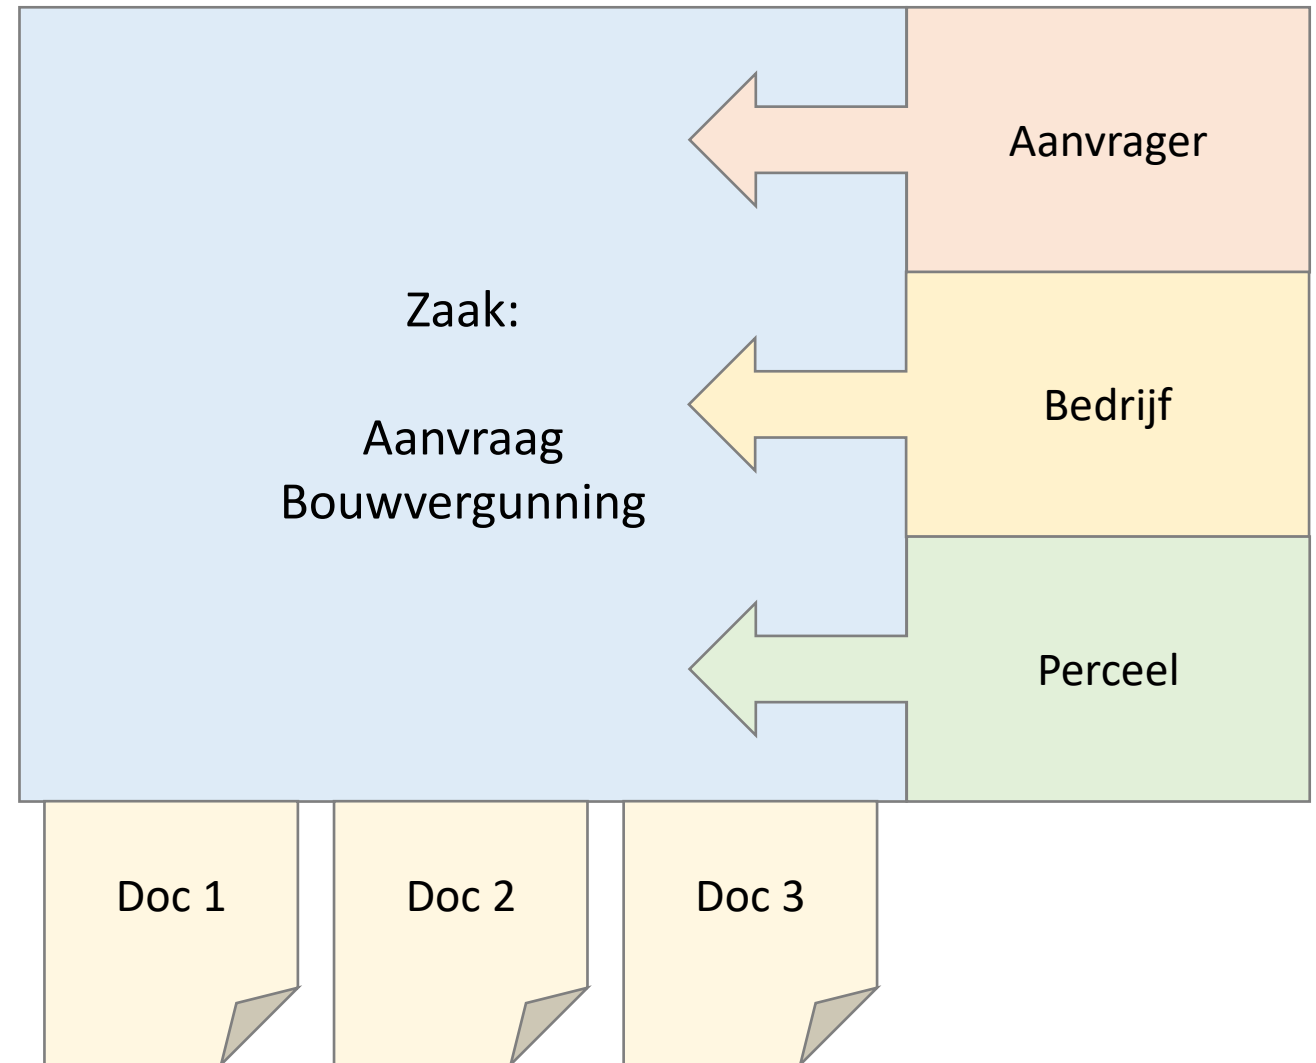 Aanvrager
Zaak:
Bedrijf
Aanvraag
Bouwvergunning
Perceel
Doc 1
Doc 2
Doc 3